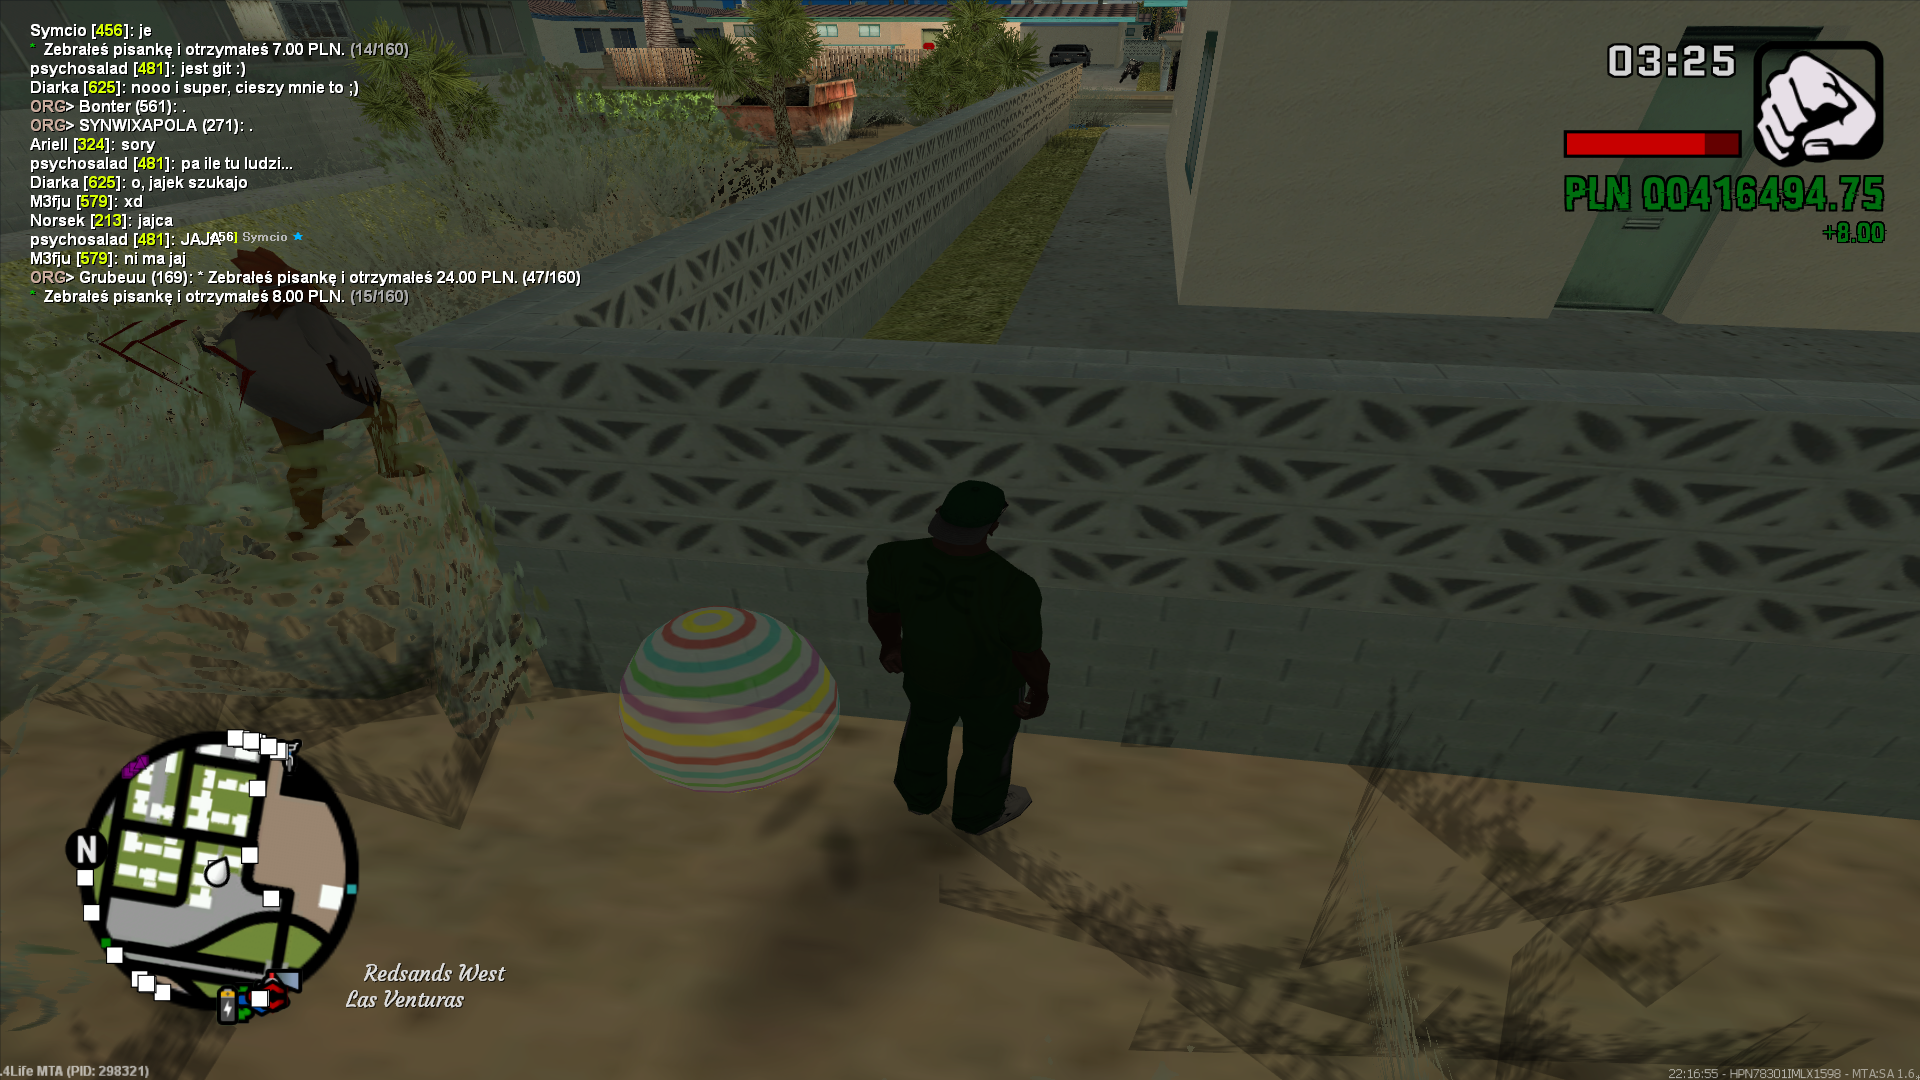 Symcio [456]: je
* Zebrałeś pisankę i otrzymałeś 7.00 PLN. (14/160)
psychosalad [481]: jest git :)
Diarka [625]: nooo i super, cieszy mnie to ;)
ORG> Bonter (561): .
ORG> SYNWIXAPOLA (271): .
Ariell [324]: sory
psychosalad [481]: pa ile tu ludzi...
Diarka [625]: o, jajek szukajo
M3fju [579]: xd
Norsek [213]: jajca
psychosalad [481]: JAJA
[456] Symcio
M3fju [579]: ni ma jaj
ORG> Grubeuu (169): * Zebrałeś pisankę i otrzymałeś 24.00 PLN. (47/160)
* Zebrałeś pisankę i otrzymałeś 8.00 PLN. (15/160)
03:25
PLN 00416494.75
+8.00
N
Redsands West
Las Venturas
.4Life MTA (PID: 298321)
22:16:55 - HPN78301IMLX1598 - MTA:SA 1.6